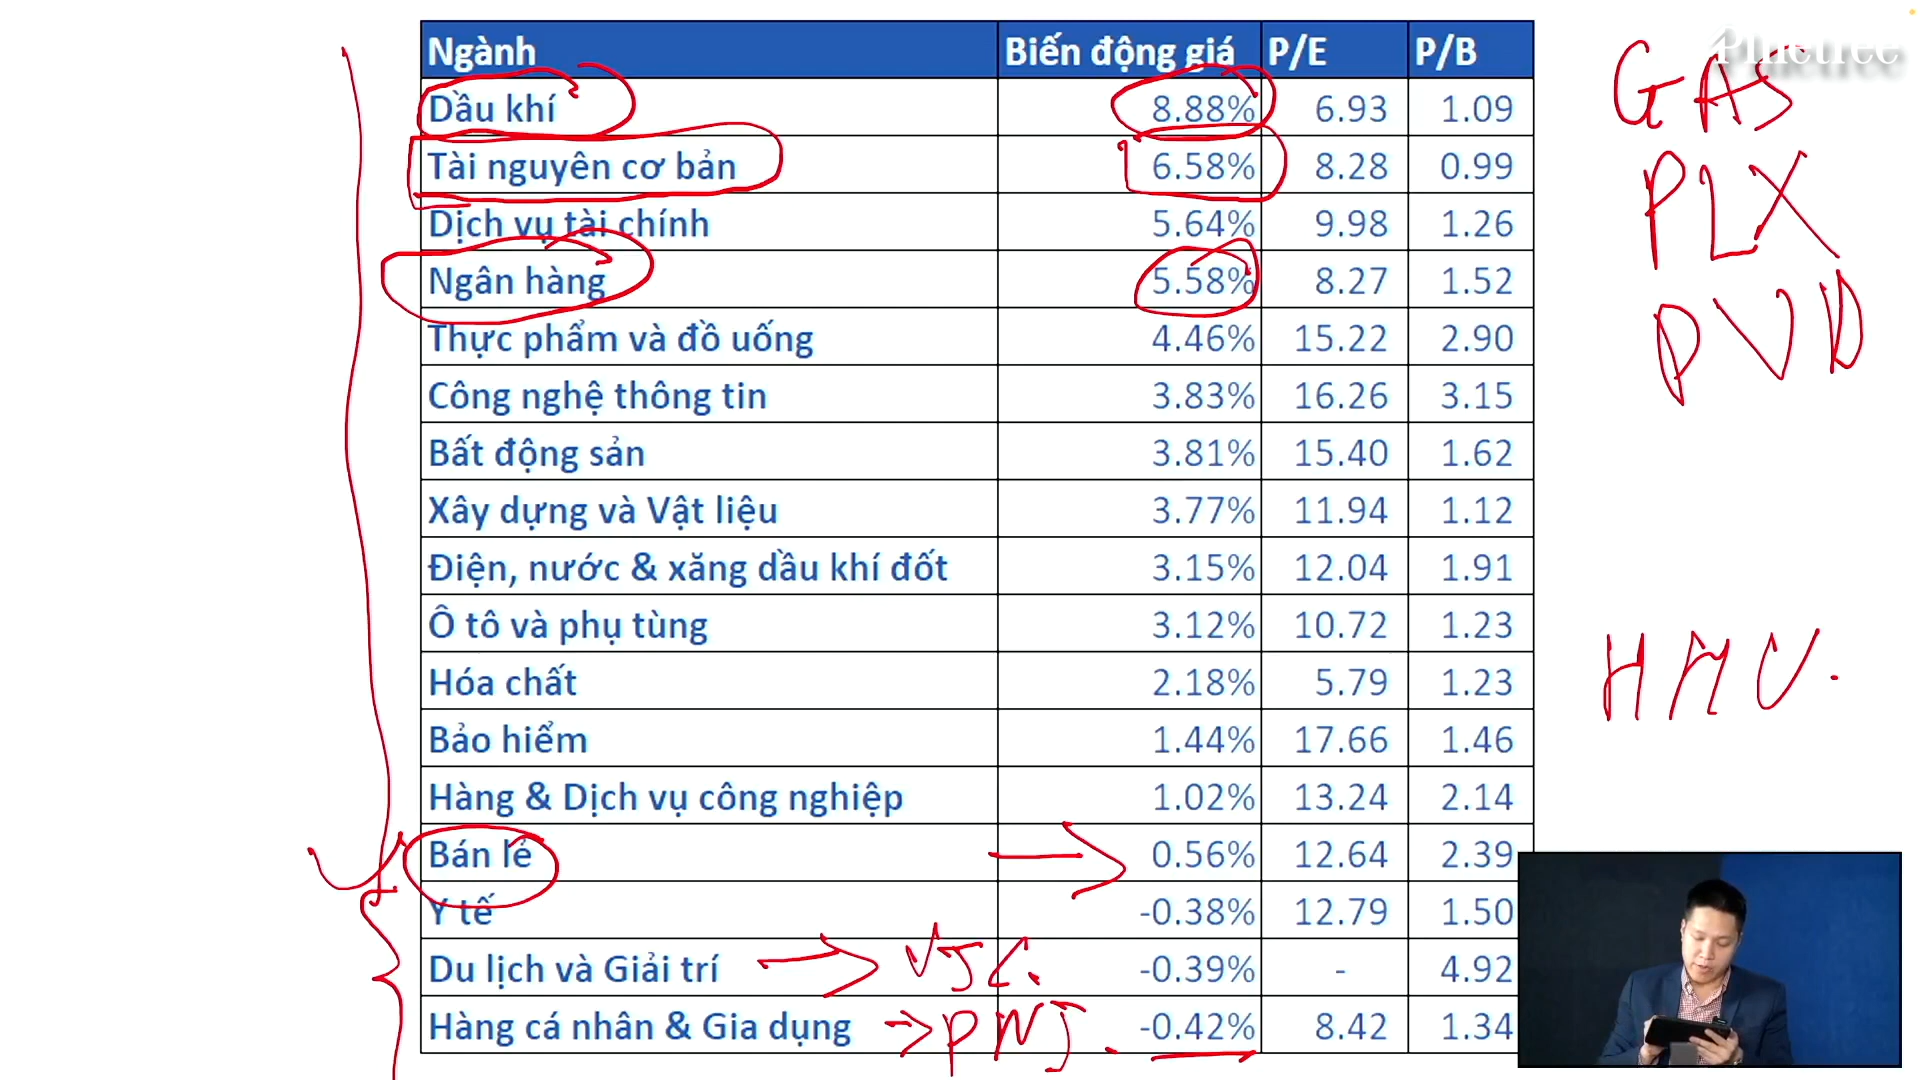 Pinetree
Ngành Biến động giá P/E P/B
Dầu khí 8.88% 6.93 1.09
Tài nguyên cơ bản 6.58% 8.28 0.99
Dịch vụ tài chính 5.64% 9.98 1.26
Ngân hàng 5.58% 8.27 1.52
Thực phẩm và đồ uống 4.46% 15.22 2.90
Công nghệ thông tin 3.83% 16.26 3.15
Bất động sản 3.81% 15.40 1.62
Xây dựng và Vật liệu 3.77% 11.94 1.12
Điện, nước & xăng dầu khí đốt 3.15% 12.04 1.91
Ô tô và phụ tùng 3.12% 10.72 1.23
Hóa chất 2.18% 5.79 1.23
Bảo hiểm 1.44% 17.66 1.46
Hàng & Dịch vụ công nghiệp 1.02% 13.24 2.14
Bán lẻ 0.56% 12.64 2.39
Y tế -0.38% 12.79 1.50
Du lịch và Giải trí VJC. -0.39% - 4.92
Hàng cá nhân & Gia dụng PNJ. -0.42% 8.42 1.34
GAS
PLX
PVD